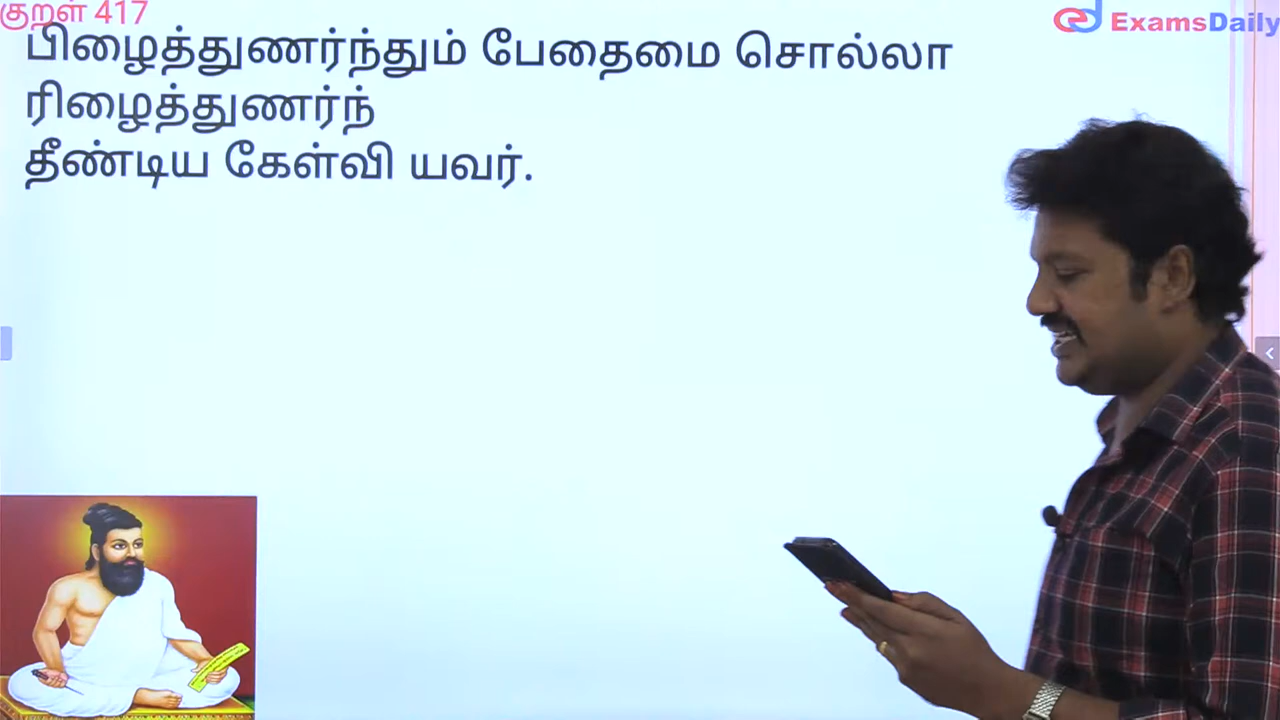 குறள் 417
ExamsDaily
பிழைத்துணர்ந்தும் பேதைமை சொல்லா
ரிழைத்துணர்ந்
தீண்டிய கேள்வி யவர்.